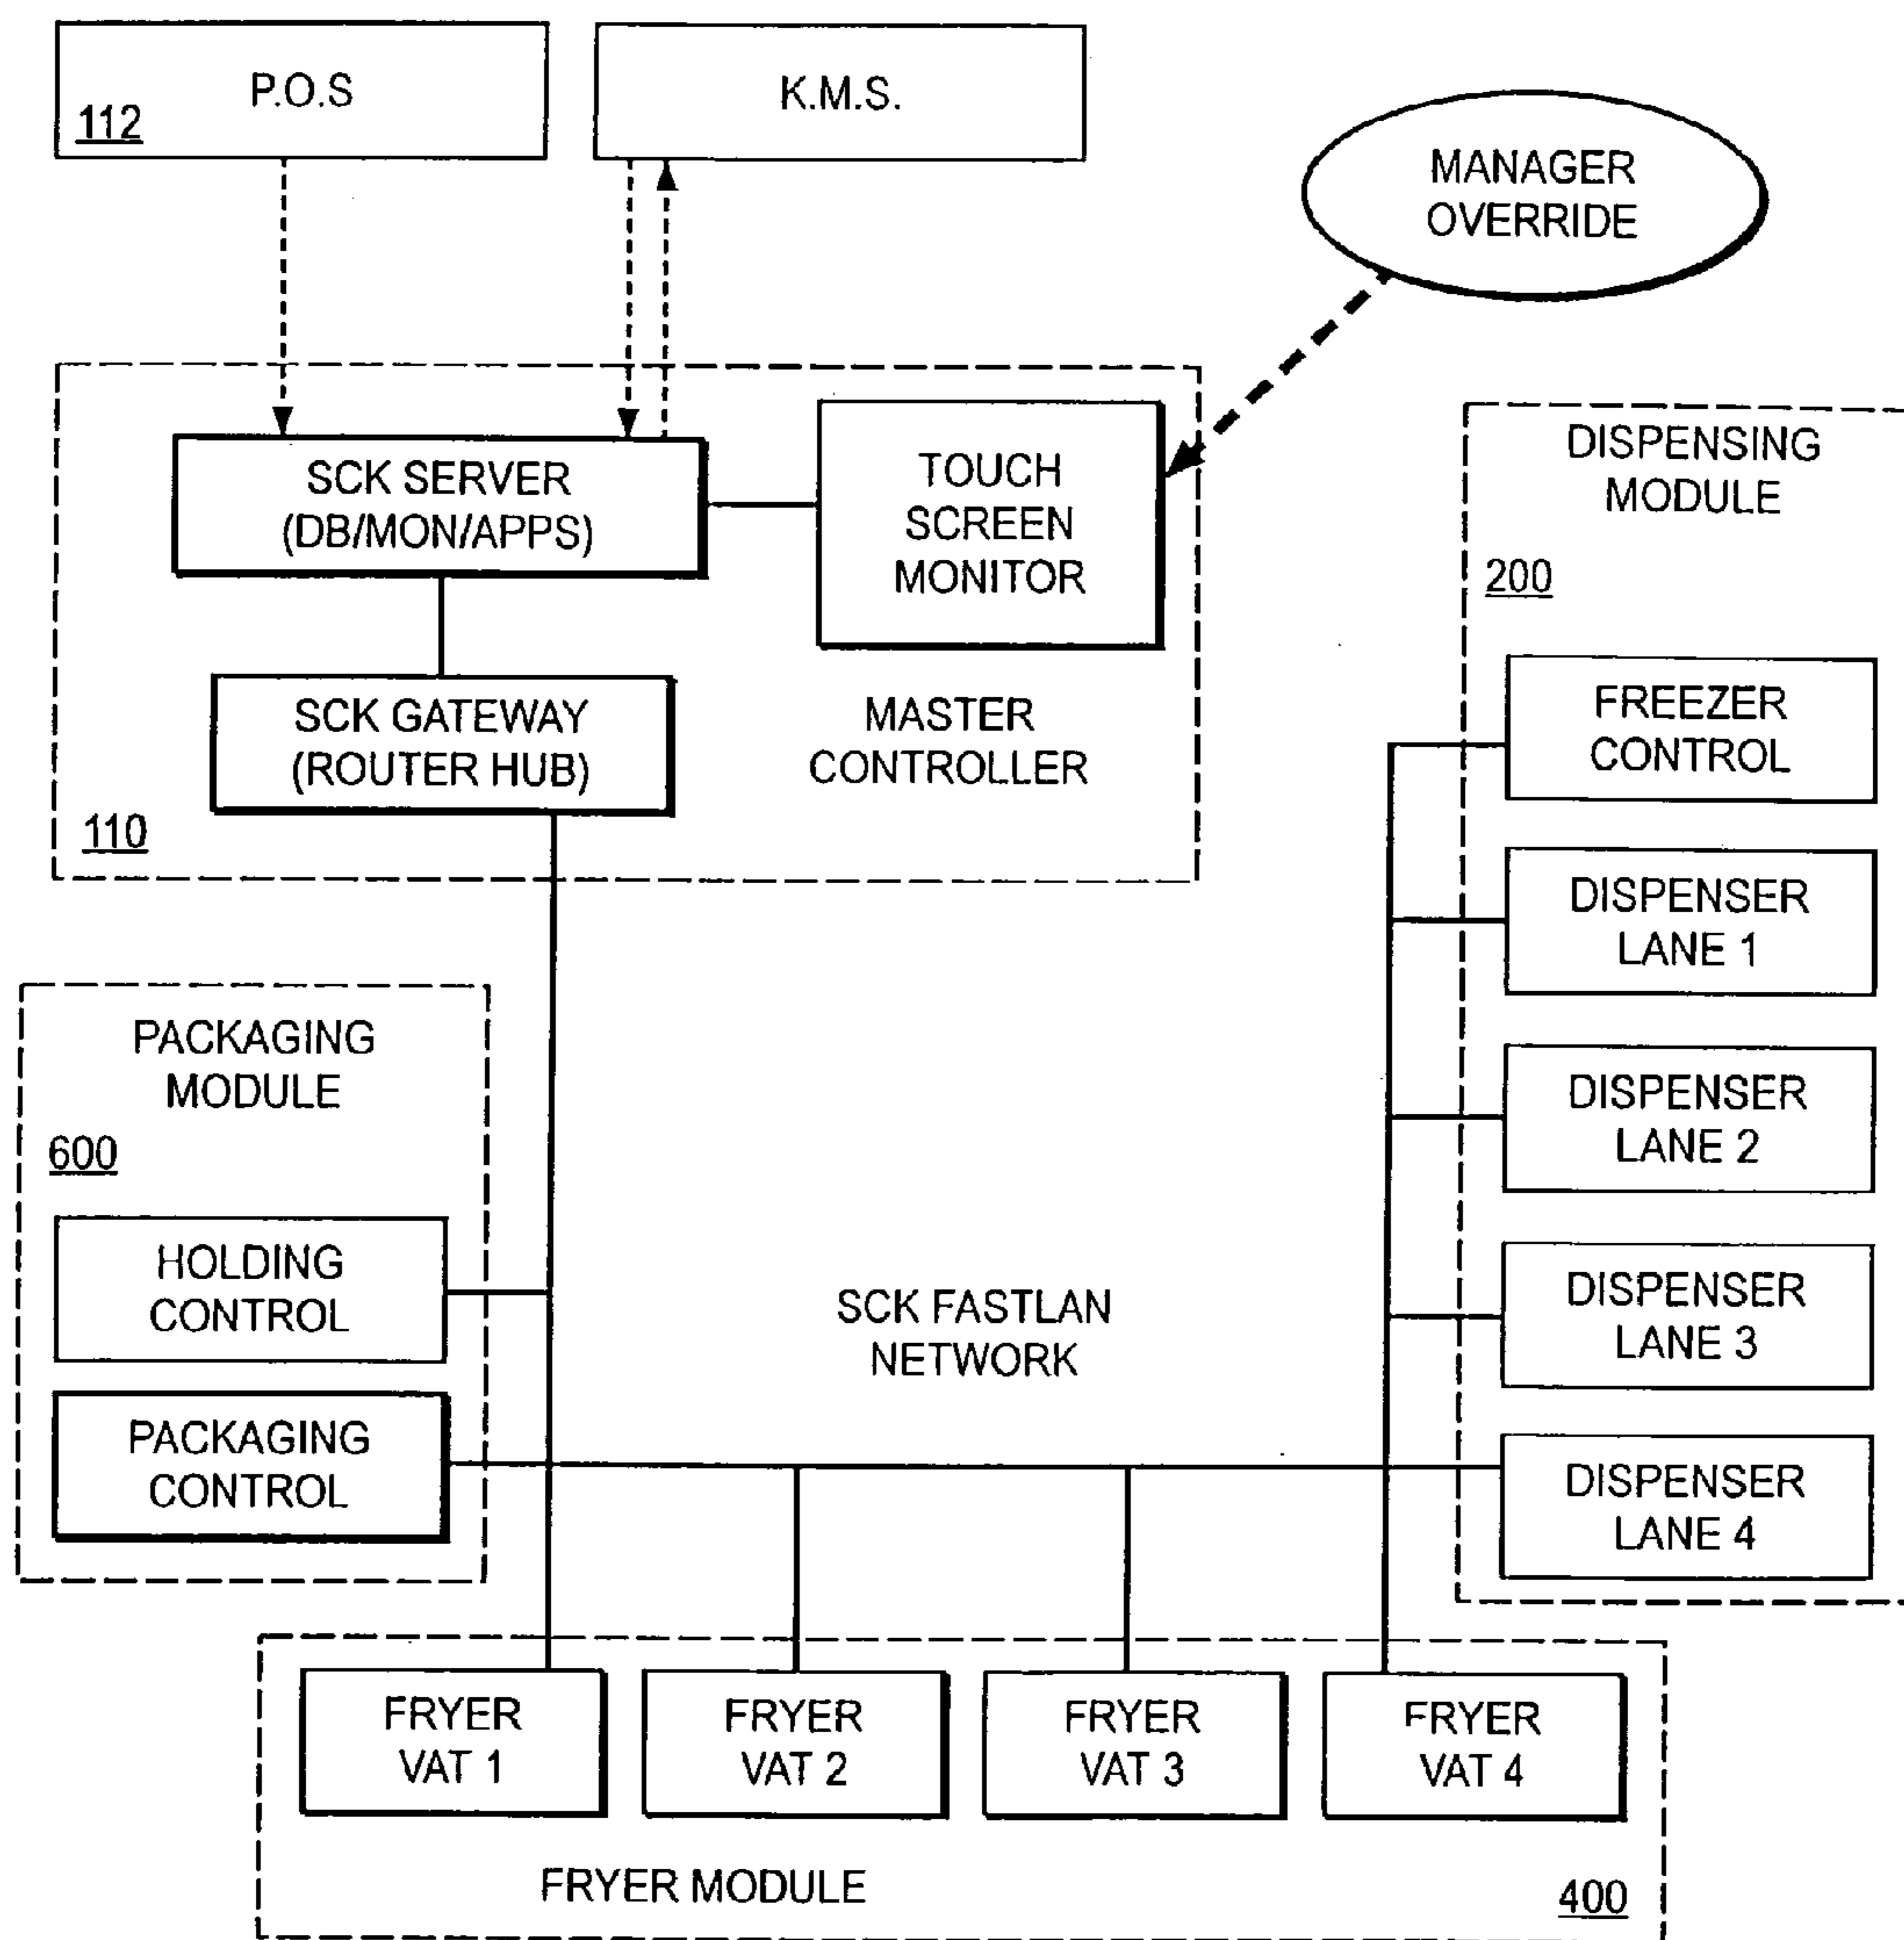 P.O.S
112
K.M.S.
MANAGER
OVERRIDE
SCK SERVER
(DB/MON/APPS)
TOUCH
SCREEN
MONITOR
SCK GATEWAY
(ROUTER HUB)
MASTER
CONTROLLER
110
DISPENSING
MODULE
200
FREEZER
CONTROL
DISPENSER
LANE 1
DISPENSER
LANE 2
DISPENSER
LANE 3
DISPENSER
LANE 4
PACKAGING
MODULE
600
HOLDING
CONTROL
PACKAGING
CONTROL
SCK FASTLAN
NETWORK
FRYER
VAT 1
FRYER
VAT 2
FRYER
VAT 3
FRYER
VAT 4
FRYER MODULE
400